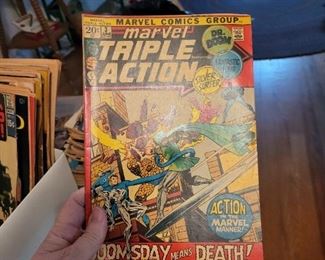 MARVEL COMICS GROUP
20¢
marvel
TRIPLE
ACTION
DR. DOOM
FANTASTIC
SILVER SURFER
ACTION
IN THE
MARVEL
MANNER!
DOOMSDAY MEANS DEATH!